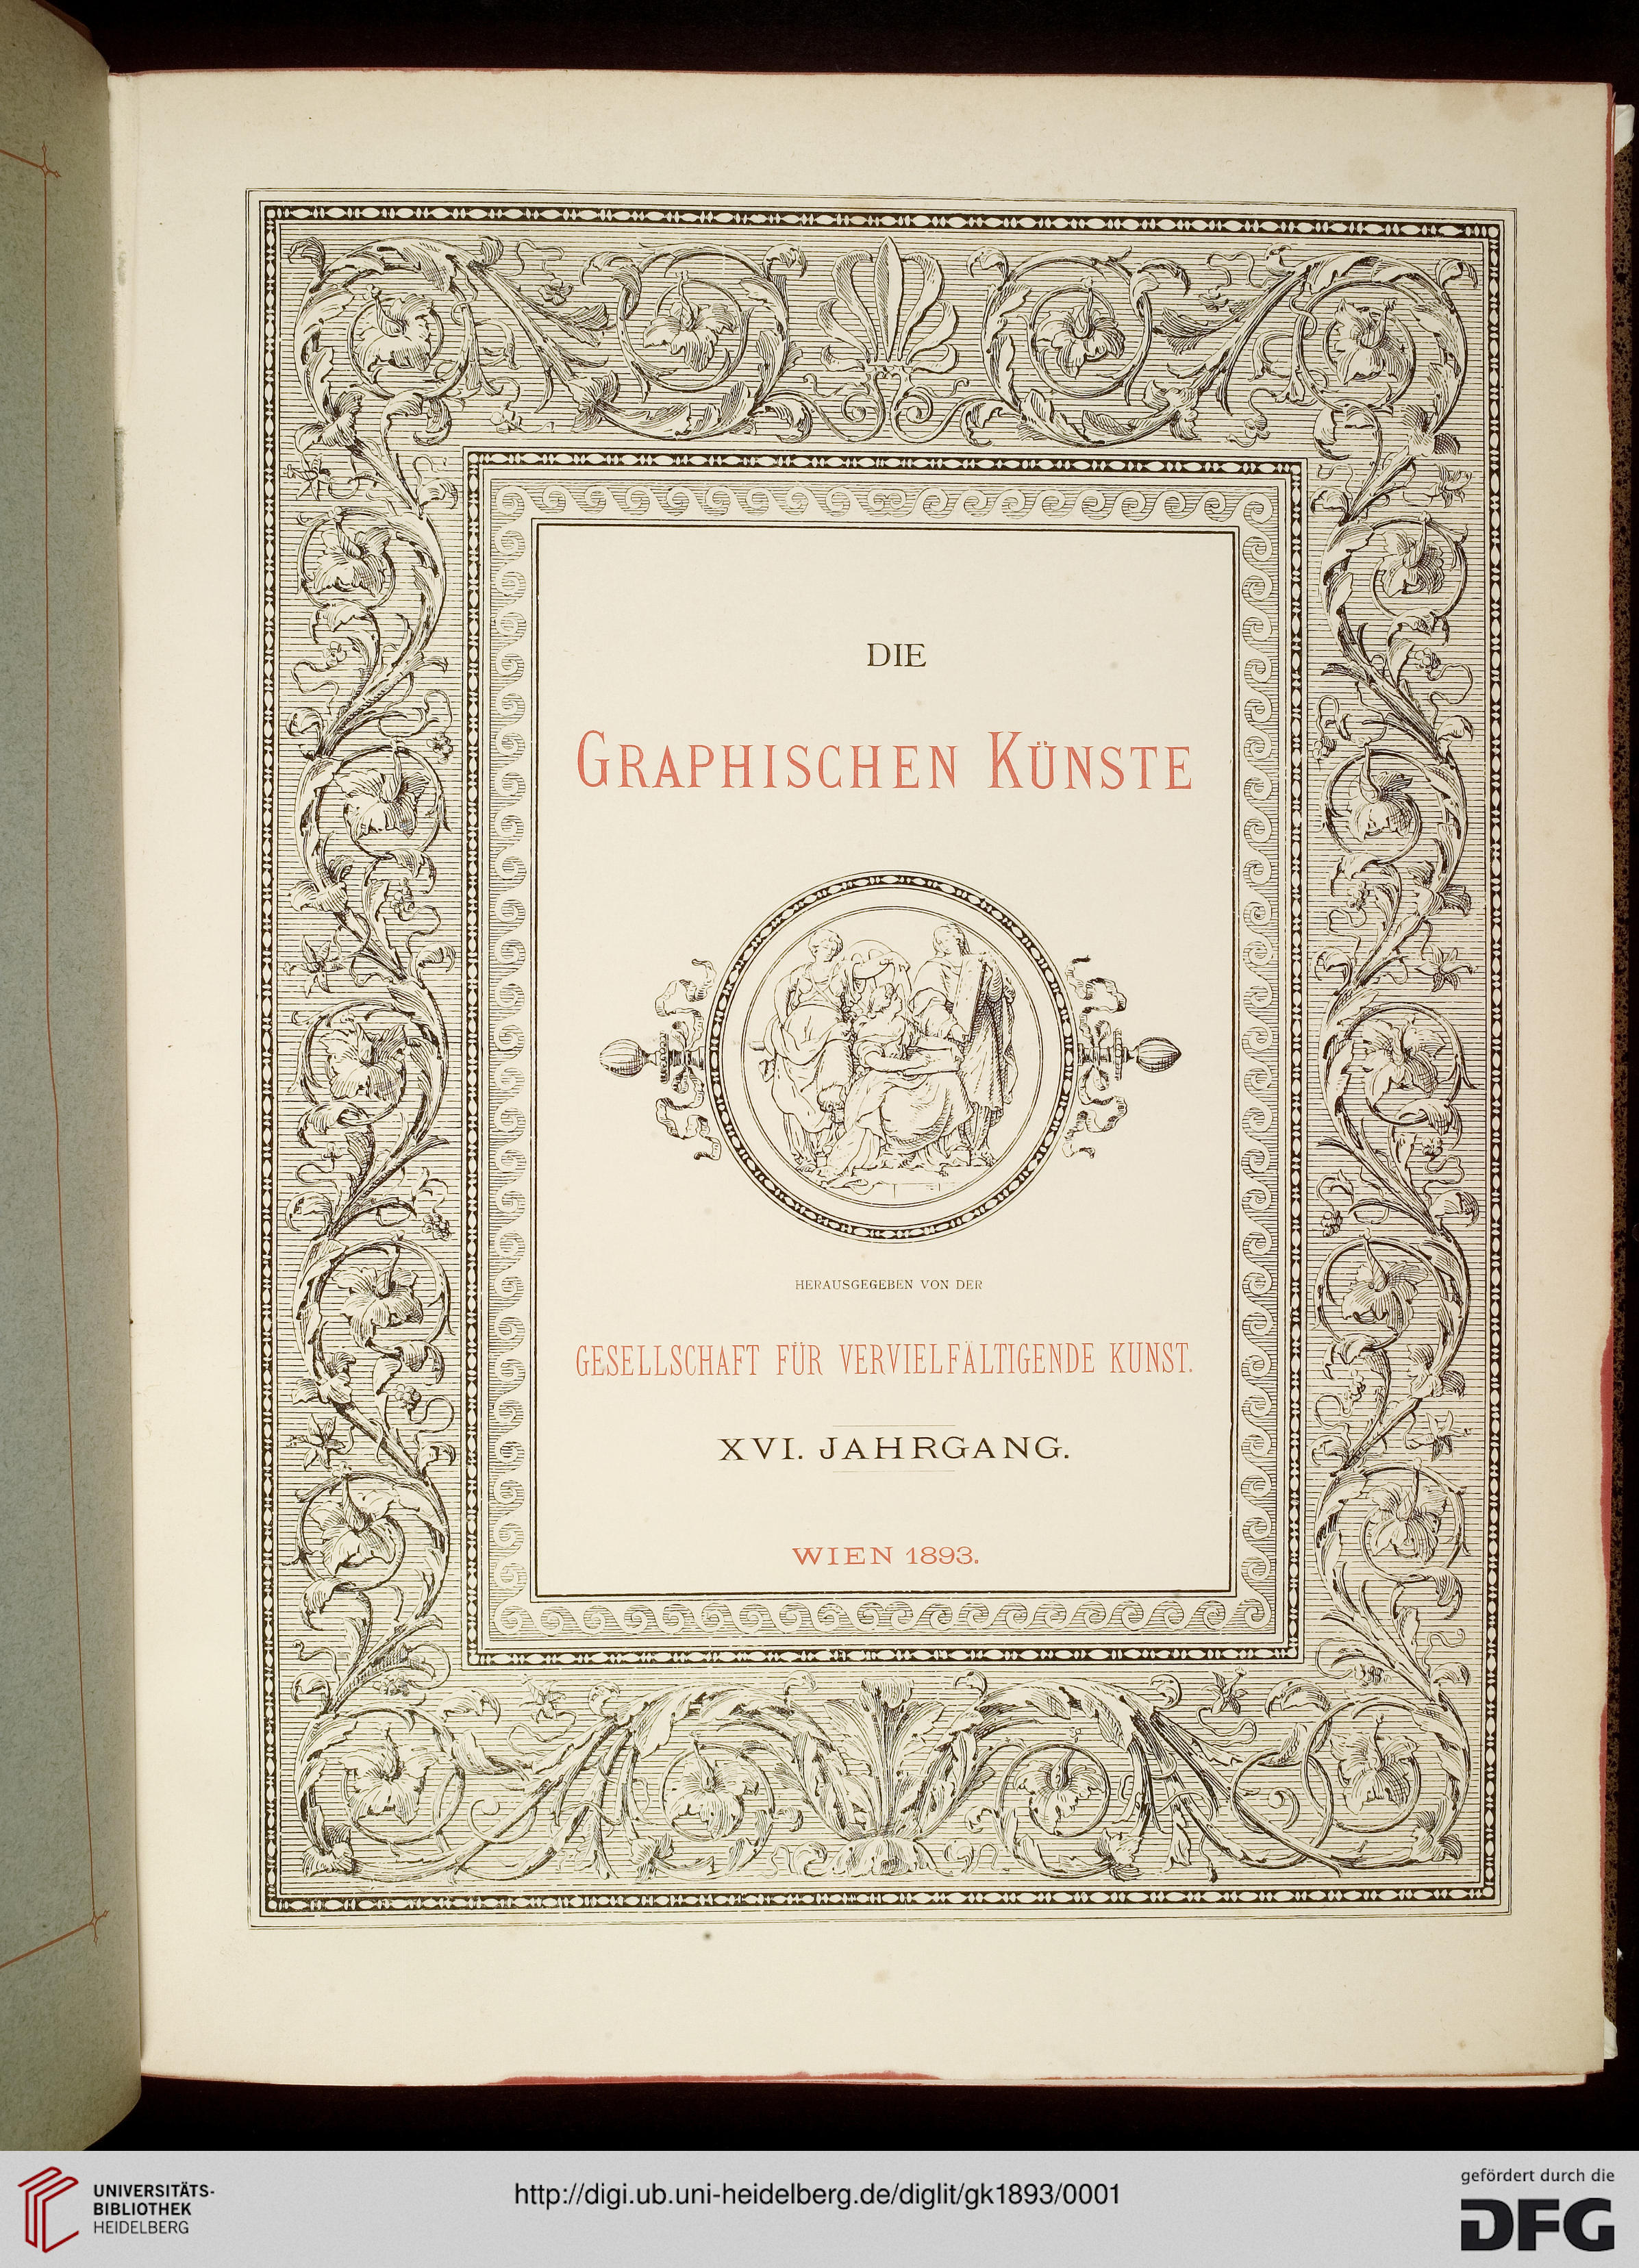 DIE
GRAPHISCHEN KÜNSTE
HERAUSGEGEBEN VON DER
GESELLSCHAFT FÜR VERVIELFÄLTIGENDE KUNST.
XVI. JAHRGANG.
WIEN 1893.
UNIVERSITÄTS-
BIBLIOTHEK
HEIDELBERG
http://digi.ub.uni-heidelberg.de/diglit/gk1893/0001
gefördert durch die
DFG